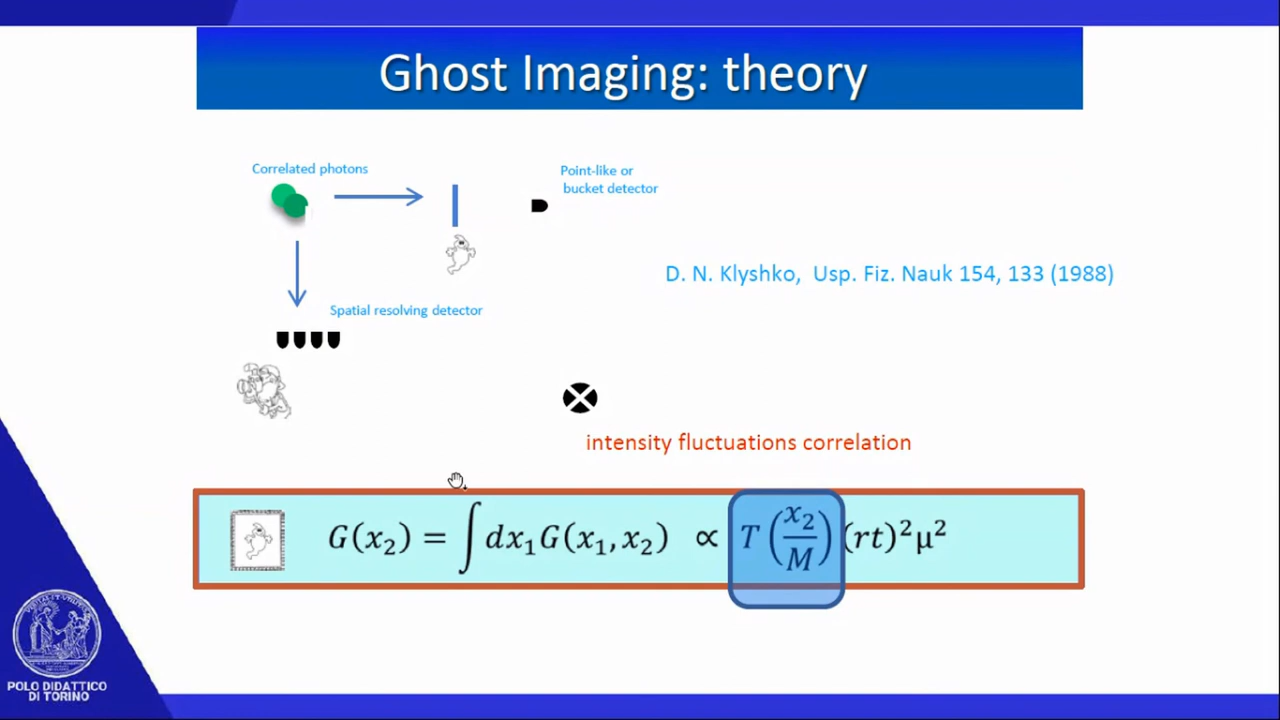 Ghost Imaging: theory
Correlated photons
Point-like or
bucket detector
D. N. Klyshko, Usp. Fiz. Nauk 154, 133 (1988)
Spatial resolving detector
intensity fluctuations correlation
G(x₂) = ∫dx₁G(x₁, x₂) ∝ T(x₂/M)(rt)²μ²
POLO DIDATTICO
DI TORINO